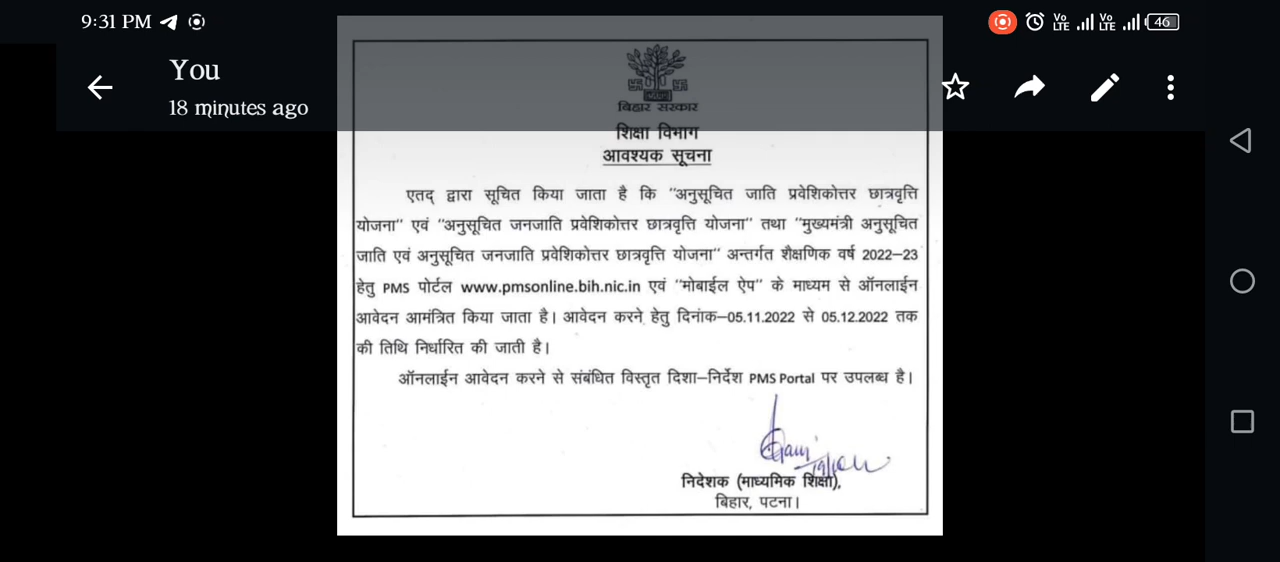 9:31 PM
Vo LTE Vo LTE 46
You
18 minutes ago
बिहार सरकार
शिक्षा विभाग
आवश्यक सूचना
एतद् द्वारा सूचित किया जाता है कि "अनुसूचित जाति प्रवेशिकोत्तर छात्रवृत्ति
योजना" एवं "अनुसूचित जनजाति प्रवेशिकोत्तर छात्रवृत्ति योजना" तथा "मुख्यमंत्री अनुसूचित
जाति एवं अनुसूचित जनजाति प्रवेशिकोत्तर छात्रवृत्ति योजना" अन्तर्गत शैक्षणिक वर्ष 2022–23
हेतु PMS पोर्टल www.pmsonline.bih.nic.in एवं "मोबाईल ऐप" के माध्यम से ऑनलाईन
आवेदन आमंत्रित किया जाता है। आवेदन करने हेतु दिनांक–05.11.2022 से 05.12.2022 तक
की तिथि निर्धारित की जाती है।
ऑनलाईन आवेदन करने से संबंधित विस्तृत दिशा–निर्देश PMS Portal पर उपलब्ध है।
निदेशक (माध्यमिक शिक्षा),
बिहार, पटना।